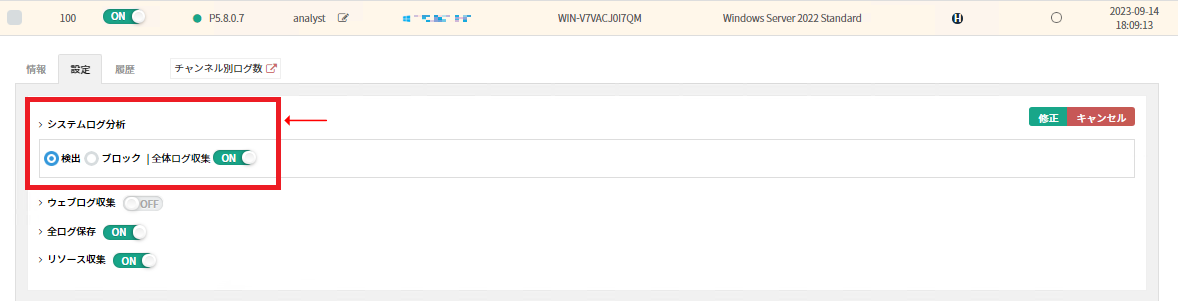 100 ON P5.8.0.7 analyst WIN-V7VACJ0I7QM Windows Server 2022 Standard H 2023-09-14
18:09:13
情報 設定 履歴 チャンネル別ログ数
システムログ分析 修正 キャンセル
検出 ブロック | 全体ログ収集 ON
ウェブログ収集 OFF
全ログ保存 ON
リソース収集 ON